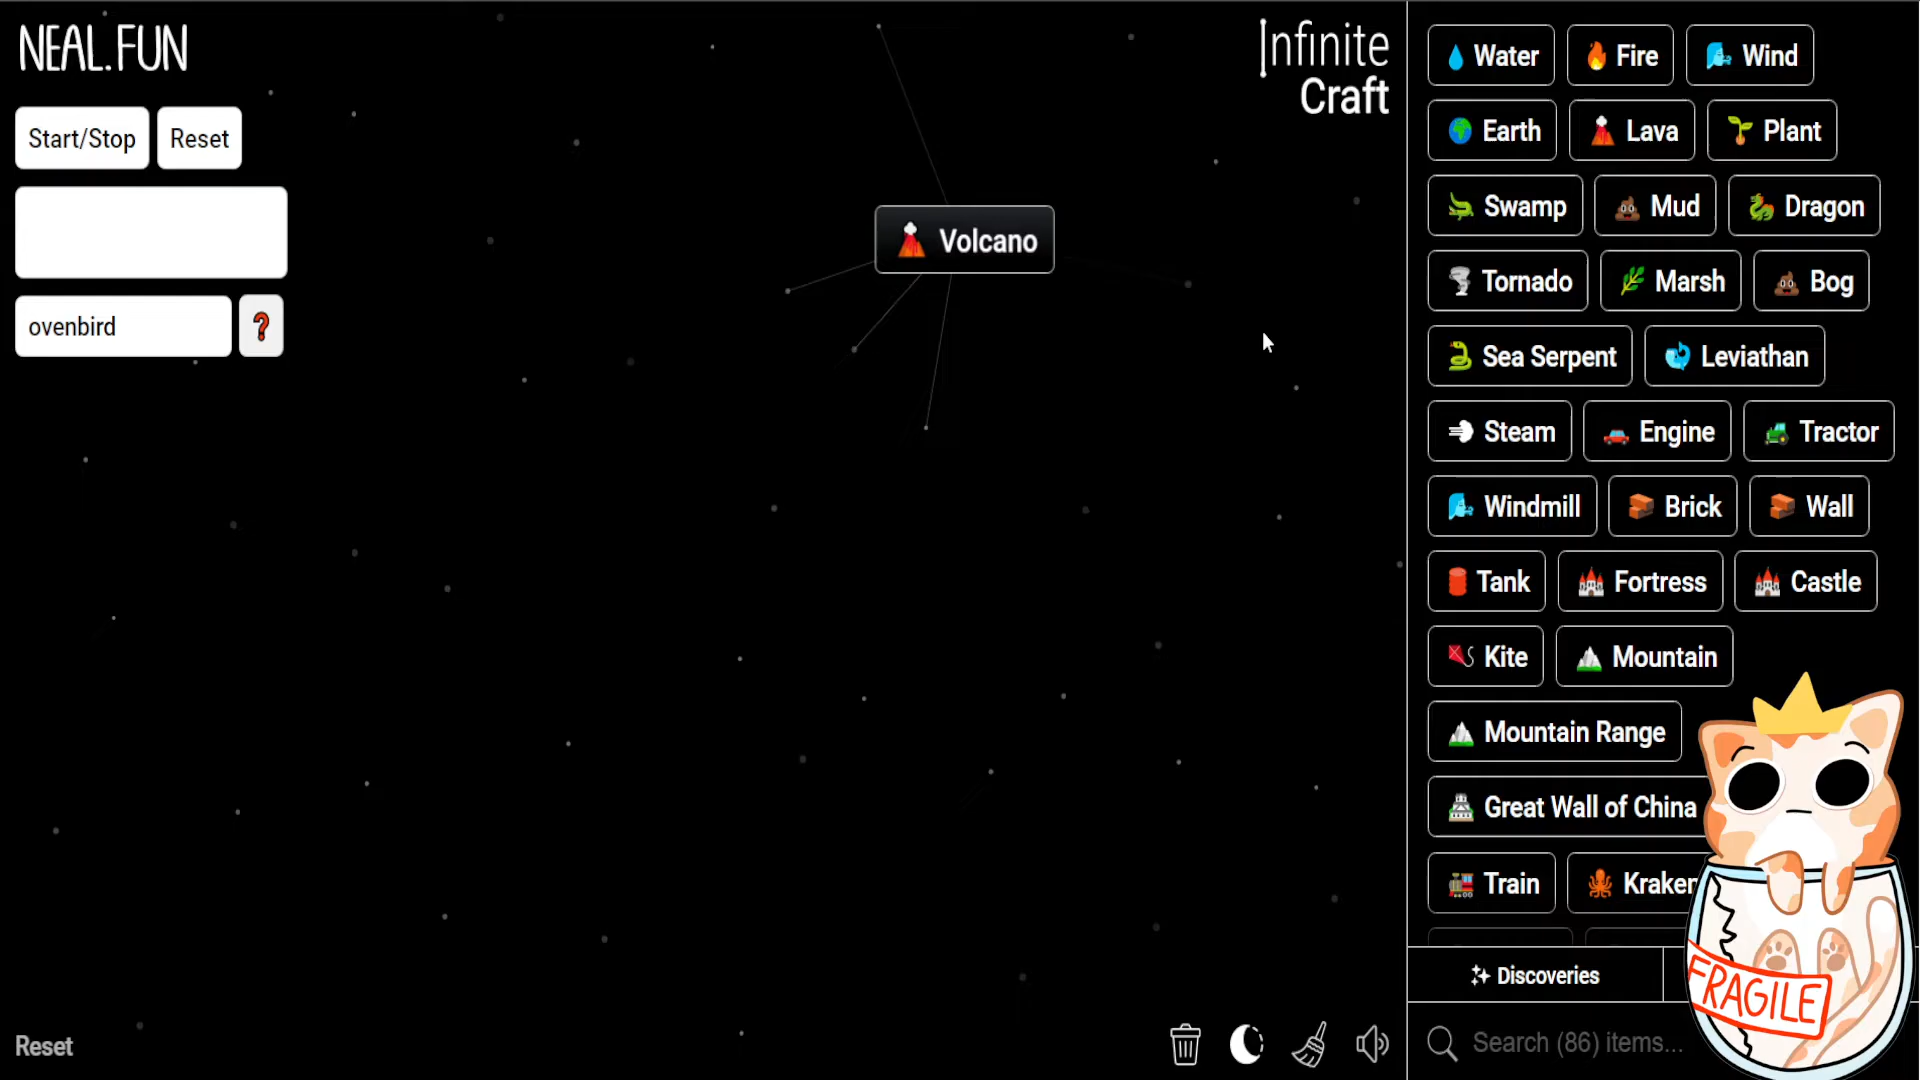 NEAL.FUN
Infinite
Craft
Start/Stop
Reset
ovenbird
❓
Volcano
Water
Fire
Wind
Earth
Lava
Plant
Swamp
Mud
Dragon
Tornado
Marsh
Bog
Sea Serpent
Leviathan
Steam
Engine
Tractor
Windmill
Brick
Wall
Tank
Fortress
Castle
Kite
Mountain
Mountain Range
Great Wall of China
Train
Kraken
Discoveries
Search (86) items...
FRAGILE
Reset